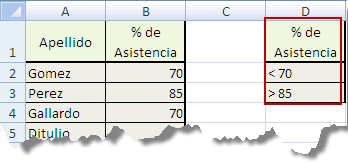 A B C D
1 Apellido % de Asistencia % de Asistencia
2 Gomez 70 < 70
3 Perez 85 > 85
4 Gallardo 70
5 Ditulio